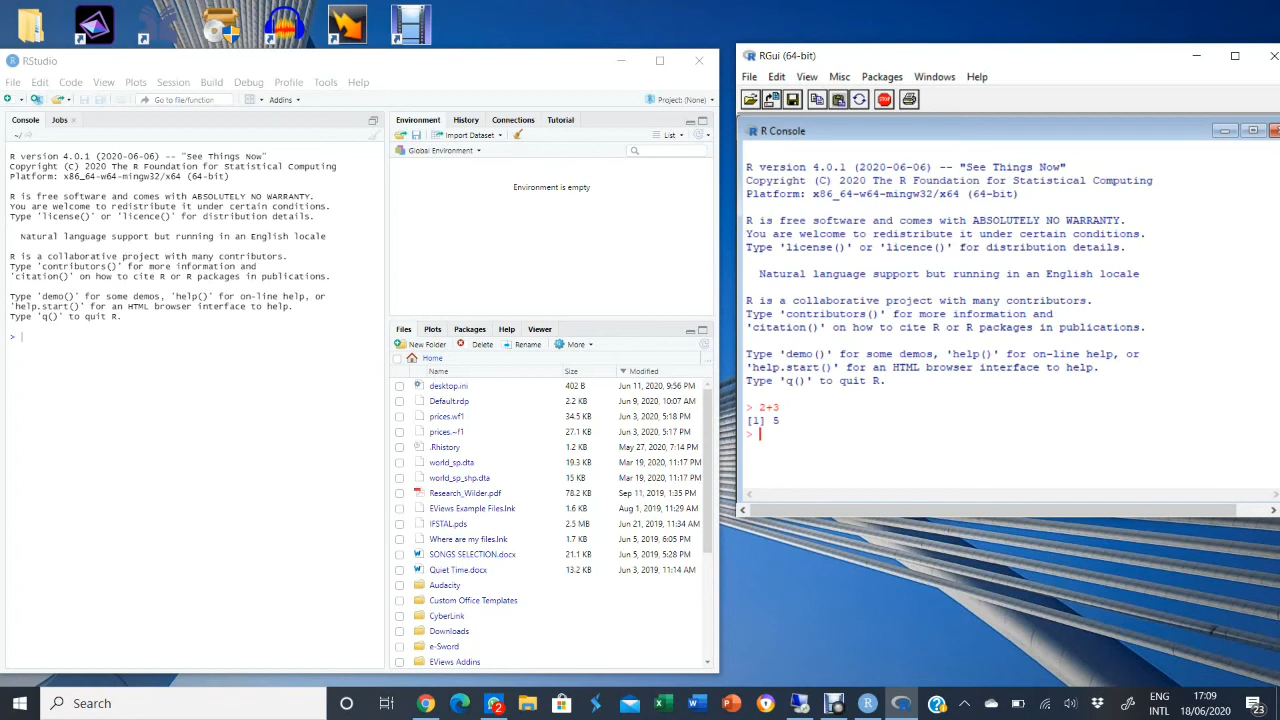 RStudio
File Edit Code View Plots Session Build Debug Profile Tools Help
Go to file/function Addins Project: (None)
Console Jobs
~/
R version 4.0.1 (2020-06-06) -- "See Things Now"
Copyright (C) 2020 The R Foundation for Statistical Computing
Platform: x86_64-w64-mingw32/x64 (64-bit)
R is free software and comes with ABSOLUTELY NO WARRANTY.
You are welcome to redistribute it under certain conditions.
Type 'license()' or 'licence()' for distribution details.
Natural language support but running in an English locale
R is a collaborative project with many contributors.
Type 'contributors()' for more information and
'citation()' on how to cite R or R packages in publications.
Type 'demo()' for some demos, 'help()' for on-line help, or
'help.start()' for an HTML browser interface to help.
Type 'q()' to quit R.
>
Environment History Connections Tutorial
Import Dataset List
Global Environment
Environment is empty
Files Plots Packages Help Viewer
New Folder Delete Rename More
Home
Name Size Modified
desktop.ini 402 B Jun 11, 2020, 9:56 PM
Default.rdp 2.2 KB Jun 9, 2020, 10:07 AM
prices.wf1 34.5 KB Jun 3, 2020, 5:18 PM
prices.~f1 27.1 KB Jun 3, 2020, 5:17 PM
.Rhistory 1.2 KB May 27, 2020, 7:14 PM
world_sp.dta 19.3 KB Mar 19, 2020, 11:17 PM
world_sp_shp.dta 15 KB Mar 19, 2020, 11:17 PM
Research_Wilder.pdf 78.2 KB Sep 11, 2019, 1:35 PM
EViews Example Files.lnk 1.6 KB Aug 1, 2019, 11:29 AM
IFSTAL.pds 2.5 MB Jun 21, 2019, 11:34 AM
Where are my files.lnk 1.7 KB Jun 5, 2019, 6:05 PM
SONGS SELECTION.docx 21.1 KB Jun 5, 2019, 5:28 PM
Quiet Time.docx 13.2 KB Jun 3, 2019, 11:14 AM
Audacity
Custom Office Templates
CyberLink
Downloads
e-Sword
EViews Addins
RGui (64-bit)
File Edit View Misc Packages Windows Help
STOP
R Console
R version 4.0.1 (2020-06-06) -- "See Things Now"
Copyright (C) 2020 The R Foundation for Statistical Computing
Platform: x86_64-w64-mingw32/x64 (64-bit)
R is free software and comes with ABSOLUTELY NO WARRANTY.
You are welcome to redistribute it under certain conditions.
Type 'license()' or 'licence()' for distribution details.
Natural language support but running in an English locale
R is a collaborative project with many contributors.
Type 'contributors()' for more information and
'citation()' on how to cite R or R packages in publications.
Type 'demo()' for some demos, 'help()' for on-line help, or
'help.start()' for an HTML browser interface to help.
Type 'q()' to quit R.
> 2+3
[1] 5
>
Search 2 ENG 17:09
INTL 18/06/2020 23